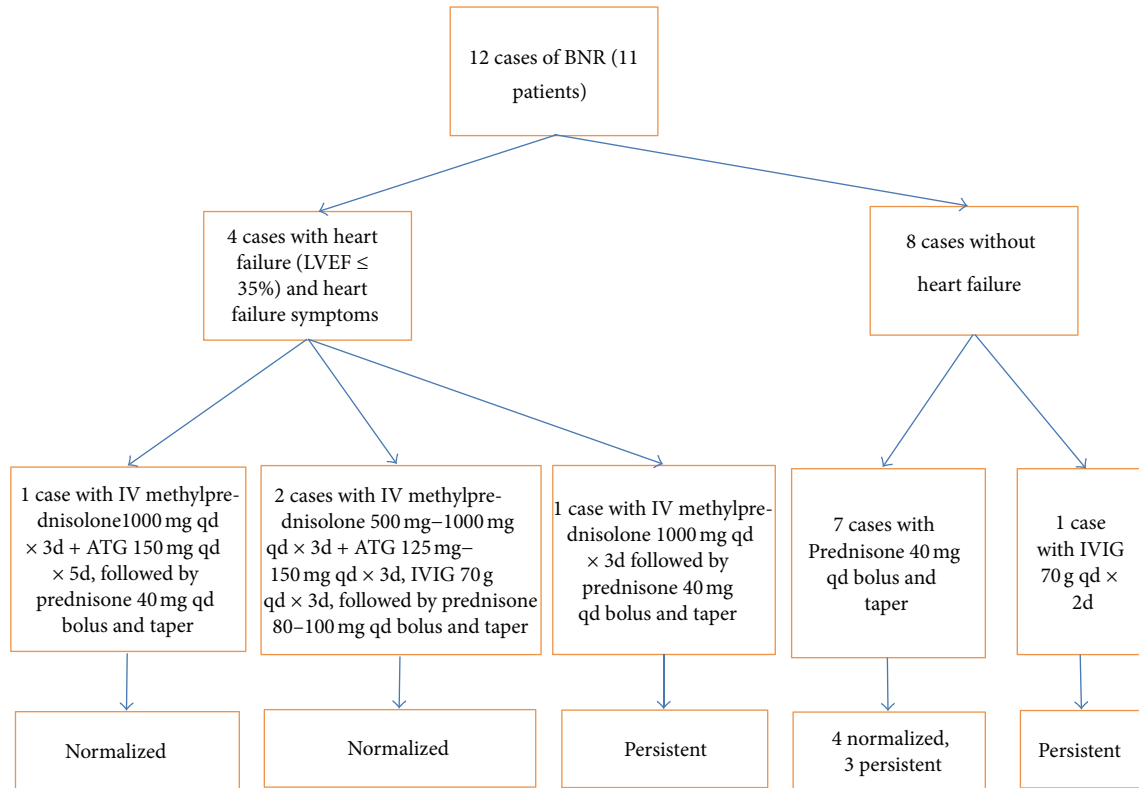 12 cases of BNR (11
patients)
4 cases with heart
failure (LVEF ≤
35%) and heart
failure symptoms
8 cases without
heart failure
1 case with IV methylpre-
dnisolone1000 mg qd
× 3d + ATG 150 mg qd
× 5d, followed by
prednisone 40 mg qd
bolus and taper
2 cases with IV methylpre-
dnisolone 500 mg–1000 mg
qd × 3d + ATG 125 mg–
150 mg qd × 3d, IVIG 70 g
qd × 3d, followed by prednisone
80–100 mg qd bolus and taper
1 case with IV methylpre-
dnisolone 1000 mg qd
× 3d followed by
prednisone 40 mg
qd bolus and taper
7 cases with
Prednisone 40 mg
qd bolus and
taper
1 case
with IVIG
70 g qd ×
2d
Normalized
Normalized
Persistent
4 normalized,
3 persistent
Persistent